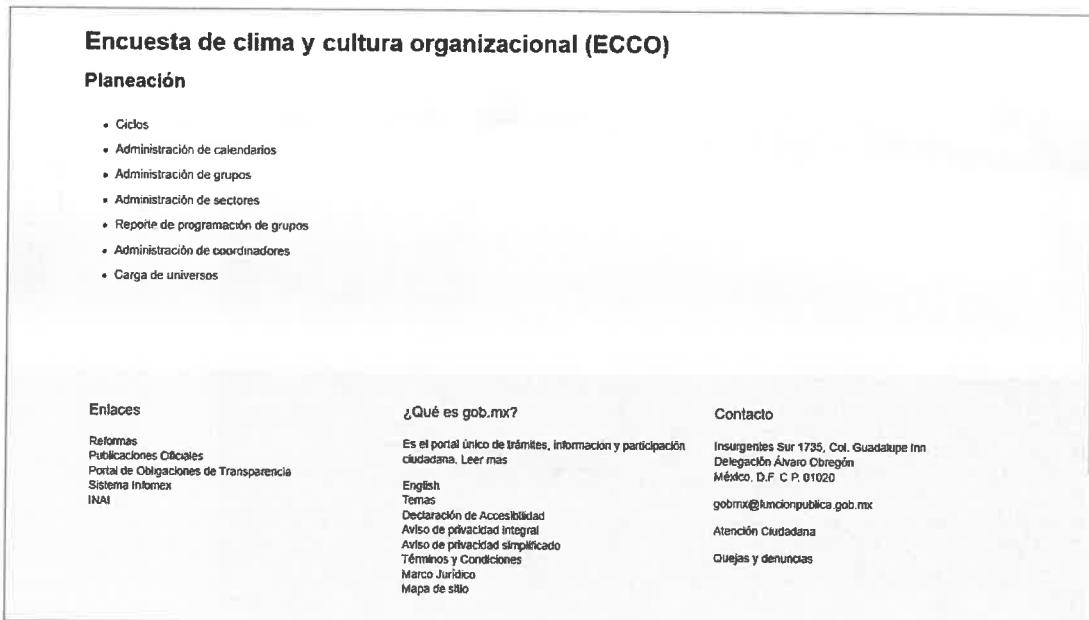 Encuesta de clima y cultura organizacional (ECCO)
Planeación
• Ciclos
• Administración de calendarios
• Administración de grupos
• Administración de sectores
• Reporte de programación de grupos
• Administración de coordinadores
• Carga de universos
Enlaces
Reformas
Publicaciones Oficiales
Portal de Obligaciones de Transparencia
Sistema Infomex
INAI
¿Qué es gob.mx?
Es el portal único de trámites, información y participación
ciudadana. Leer mas
English
Temas
Declaración de Accesibilidad
Aviso de privacidad integral
Aviso de privacidad simplificado
Términos y Condiciones
Marco Jurídico
Mapa de sitio
Contacto
Insurgentes Sur 1735, Col. Guadalupe Inn
Delegación Álvaro Obregón
México, D.F. C.P. 01020
gobmx@funcionpublica.gob.mx
Atención Ciudadana
Quejas y denuncias